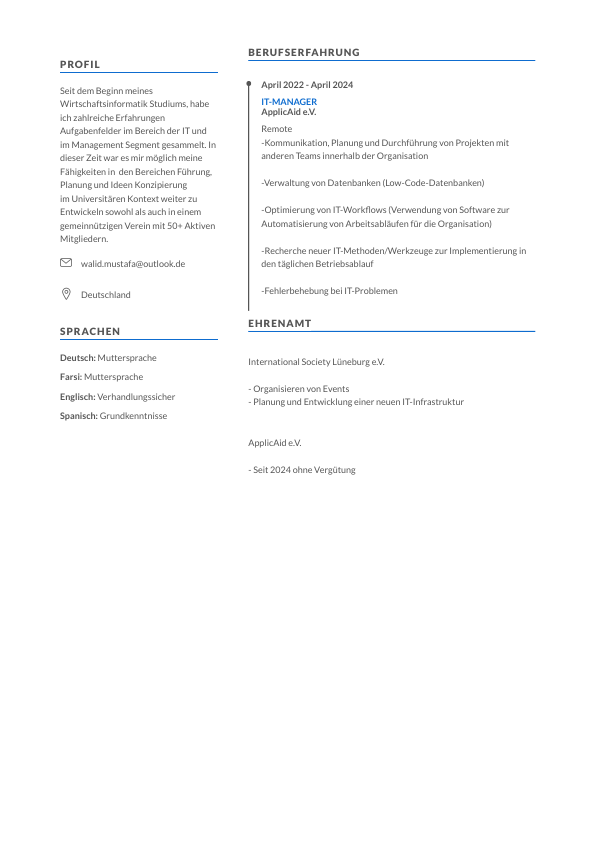 PROFIL
Seit dem Beginn meines
Wirtschaftsinformatik Studiums, habe
ich zahlreiche Erfahrungen
Aufgabenfelder im Bereich der IT und
im Management Segment gesammelt. In
dieser Zeit war es mir möglich meine
Fähigkeiten in den Bereichen Führung,
Planung und Ideen Konzipierung
im Universitären Kontext weiter zu
Entwickeln sowohl als auch in einem
gemeinnützigen Verein mit 50+ Aktiven
Mitgliedern.
walid.mustafa@outlook.de
Deutschland
SPRACHEN
Deutsch: Muttersprache
Farsi: Muttersprache
Englisch: Verhandlungssicher
Spanisch: Grundkenntnisse
BERUFSERFAHRUNG
April 2022 - April 2024
IT-MANAGER
ApplicAid e.V.
Remote
-Kommunikation, Planung und Durchführung von Projekten mit
anderen Teams innerhalb der Organisation
-Verwaltung von Datenbanken (Low-Code-Datenbanken)
-Optimierung von IT-Workflows (Verwendung von Software zur
Automatisierung von Arbeitsabläufen für die Organisation)
-Recherche neuer IT-Methoden/Werkzeuge zur Implementierung in
den täglichen Betriebsablauf
-Fehlerbehebung bei IT-Problemen
EHRENAMT
International Society Lüneburg e.V.
- Organisieren von Events
- Planung und Entwicklung einer neuen IT-Infrastruktur
ApplicAid e.V.
- Seit 2024 ohne Vergütung